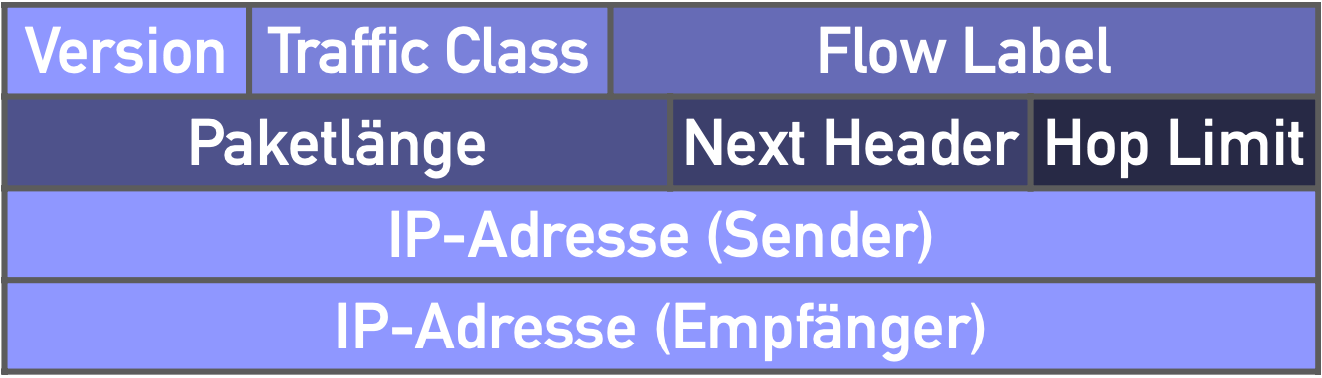 Version Traffic Class Flow Label
Paketlänge Next Header Hop Limit
IP-Adresse (Sender)
IP-Adresse (Empfänger)